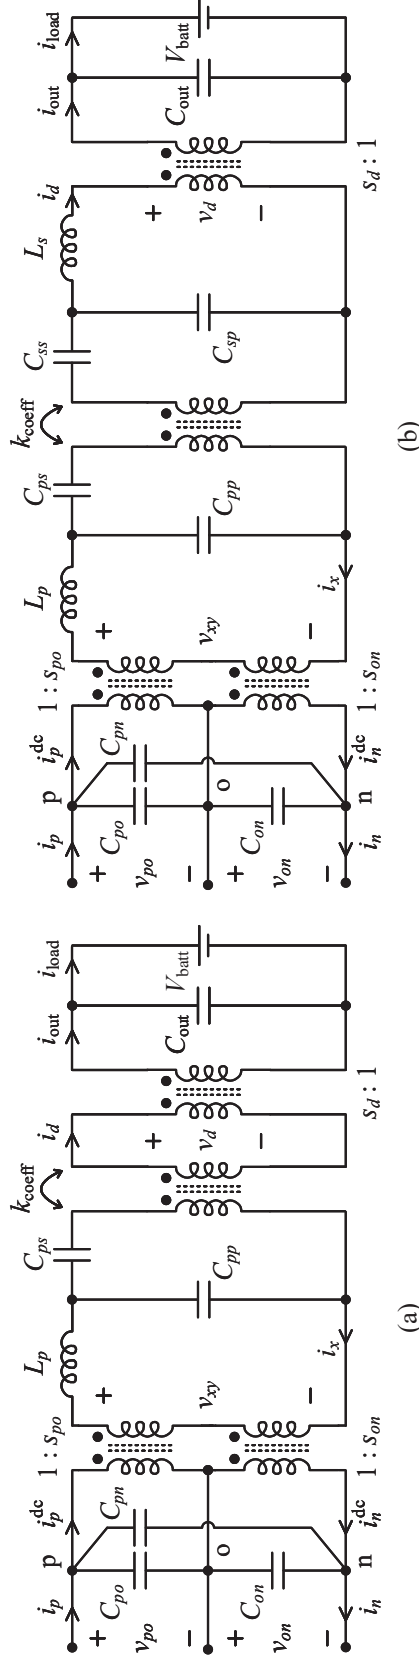 p
i_p
i_p^dc
1 : s_po
L_p
C_ps
k_coeff
i_d
i_out
i_load
+
v_po
−
C_po
C_pn
+
v_xy
−
C_pp
+
v_d
−
C_out
V_batt
o
+
v_on
−
C_on
i_n
n
i_n^dc
1 : s_on
i_x
s_d : 1
(a)
p
i_p
i_p^dc
1 : s_po
L_p
C_ps
k_coeff
C_ss
L_s
i_d
i_out
i_load
+
v_po
−
C_po
C_pn
+
v_xy
−
C_pp
C_sp
+
v_d
−
C_out
V_batt
o
+
v_on
−
C_on
i_n
n
i_n^dc
1 : s_on
i_x
s_d : 1
(b)